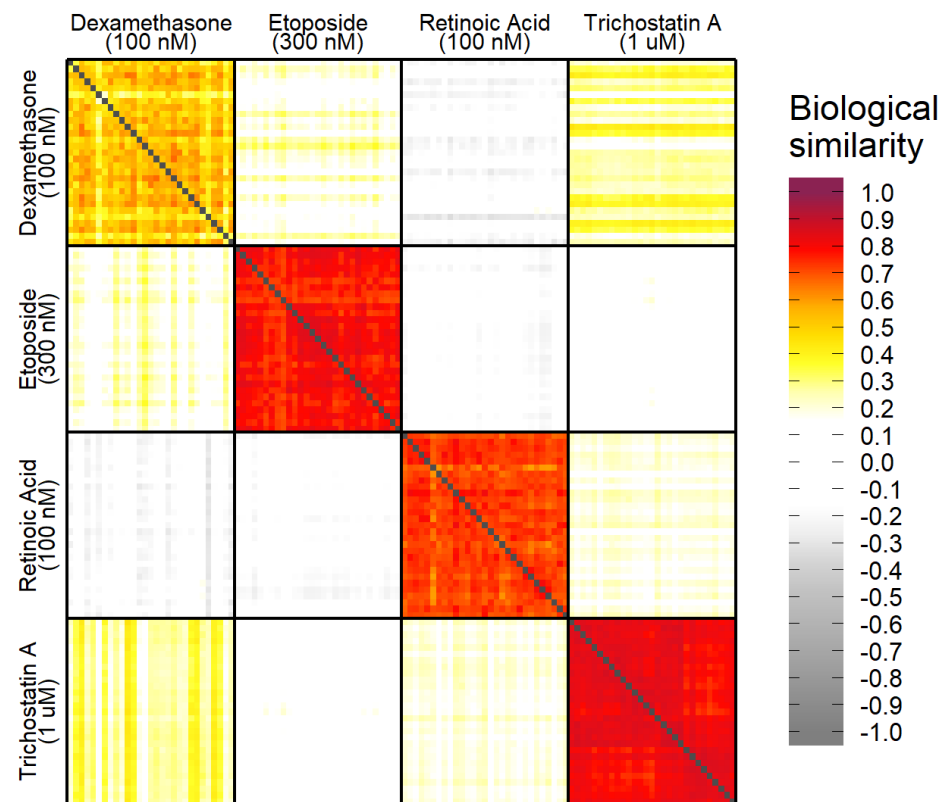 Dexamethasone
(100 nM)
Etoposide
(300 nM)
Retinoic Acid
(100 nM)
Trichostatin A
(1 uM)
Dexamethasone
(100 nM)
Etoposide
(300 nM)
Retinoic Acid
(100 nM)
Trichostatin A
(1 uM)
Biological
similarity
1.0
0.9
0.8
0.7
0.6
0.5
0.4
0.3
0.2
0.1
0.0
-0.1
-0.2
-0.3
-0.4
-0.5
-0.6
-0.7
-0.8
-0.9
-1.0